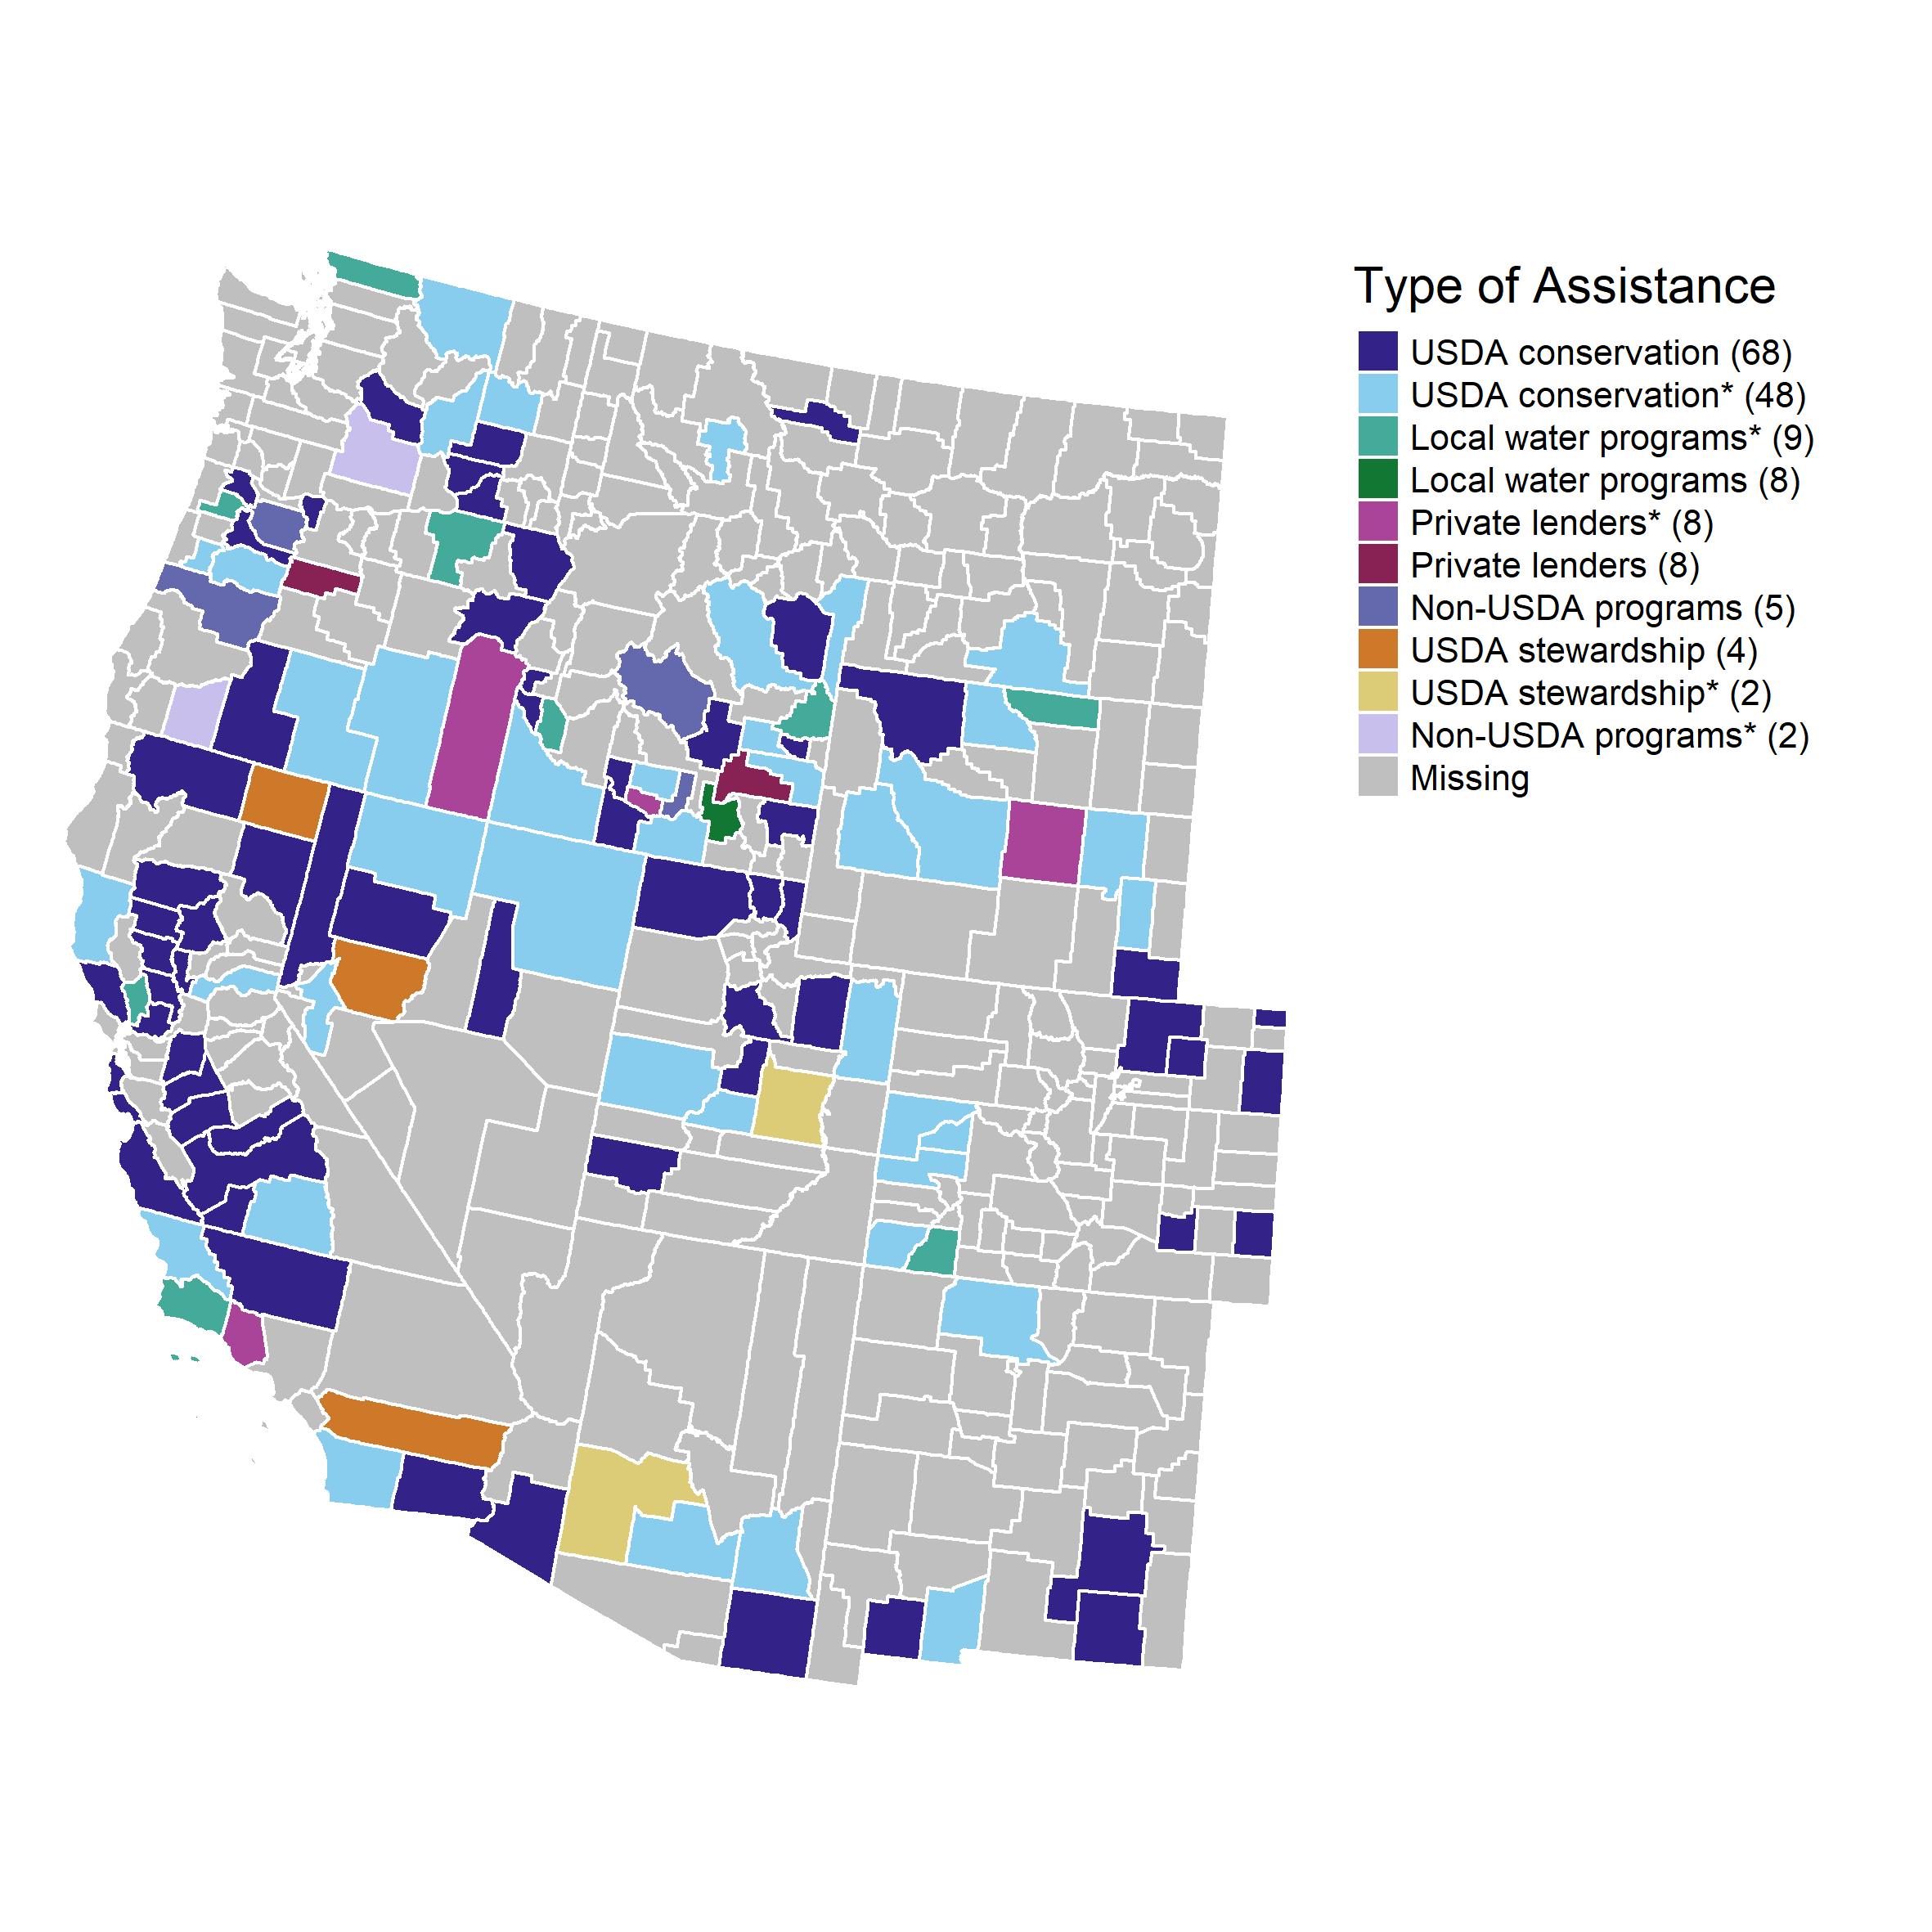 Type of Assistance
USDA conservation (68)
USDA conservation* (48)
Local water programs* (9)
Local water programs (8)
Private lenders* (8)
Private lenders (8)
Non-USDA programs (5)
USDA stewardship (4)
USDA stewardship* (2)
Non-USDA programs* (2)
Missing